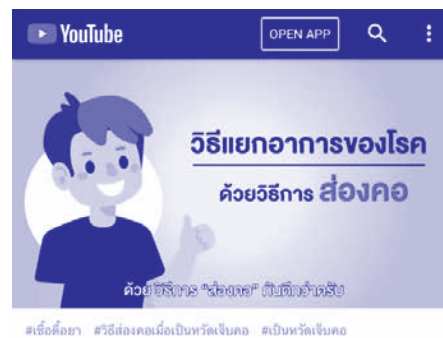 YouTube OPEN APP
วิธีแยกอาการของโรค
ด้วยวิธีการ ส่องคอ
ด้วย วิธีการ "ส่องคอ" กันดีกว่าครับ
#เชื้อดื้อยา #วิธีส่องคอเมื่อเป็นหวัดเจ็บคอ #เป็นหวัดเจ็บคอ